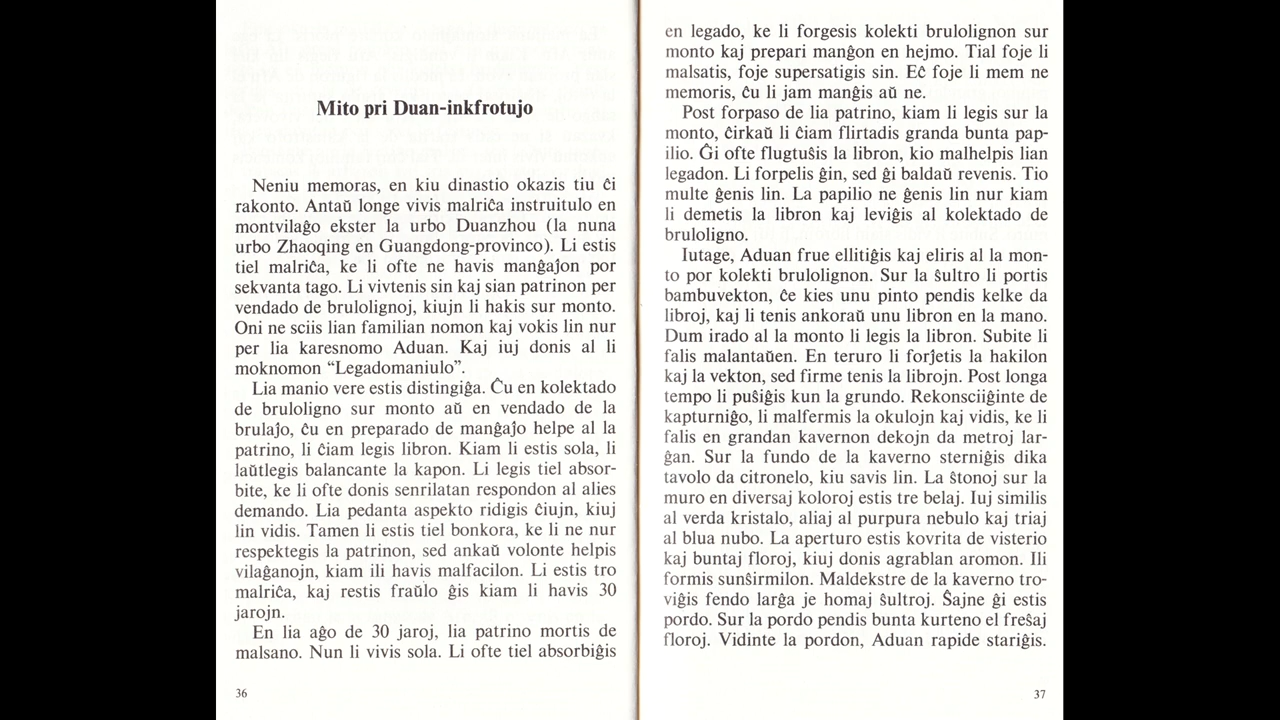 Mito pri Duan-inkfrotujo
Neniu memoras, en kiu dinastio okazis tiu ĉi
rakonto. Antaŭ longe vivis malriĉa instruitulo en
montvilaĝo ekster la urbo Duanzhou (la nuna
urbo Zhaoqing en Guangdong-provinco). Li estis
tiel malriĉa, ke li ofte ne havis manĝaĵon por
sekvanta tago. Li vivtenis sin kaj sian patrinon per
vendado de brulolignoj, kiujn li hakis sur monto.
Oni ne sciis lian familian nomon kaj vokis lin nur
per lia karesnomo Aduan. Kaj iuj donis al li
moknomon “Legadomaniulo”.
Lia manio vere estis distingiĝa. Ĉu en kolektado
de bruloligno sur monto aŭ en vendado de la
brulaĵo, ĉu en preparado de manĝaĵo helpe al la
patrino, li ĉiam legis libron. Kiam li estis sola, li
laŭtlegis balancante la kapon. Li legis tiel absor-
bite, ke li ofte donis senrilatan respondon al alies
demando. Lia pedanta aspekto ridigis ĉiujn, kiuj
lin vidis. Tamen li estis tiel bonkora, ke li ne nur
respektegis la patrinon, sed ankaŭ volonte helpis
vilaĝanojn, kiam ili havis malfacilon. Li estis tro
malriĉa, kaj restis fraŭlo ĝis kiam li havis 30
jarojn.
En lia aĝo de 30 jaroj, lia patrino mortis de
malsano. Nun li vivis sola. Li ofte tiel absorbiĝis
36
en legado, ke li forgesis kolekti brulolignon sur
monto kaj prepari manĝon en hejmo. Tial foje li
malsatis, foje supersatigis sin. Eĉ foje li mem ne
memoris, ĉu li jam manĝis aŭ ne.
Post forpaso de lia patrino, kiam li legis sur la
monto, ĉirkaŭ li ĉiam flirtadis granda bunta pap-
ilio. Ĝi ofte flugtuŝis la libron, kio malhelpis lian
legadon. Li forpelis ĝin, sed ĝi baldaŭ revenis. Tio
multe ĝenis lin. La papilio ne ĝenis lin nur kiam
li demetis la libron kaj leviĝis al kolektado de
bruloligno.
Iutage, Aduan frue ellitiĝis kaj eliris al la mon-
to por kolekti brulolignon. Sur la ŝultro li portis
bambuvekton, ĉe kies unu pinto pendis kelke da
libroj, kaj li tenis ankoraŭ unu libron en la mano.
Dum irado al la monto li legis la libron. Subite li
falis malantaŭen. En teruro li forĵetis la hakilon
kaj la vekton, sed firme tenis la librojn. Post longa
tempo li puŝiĝis kun la grundo. Rekonsciiĝinte de
kapturniĝo, li malfermis la okulojn kaj vidis, ke li
falis en grandan kavernon dekojn da metroj lar-
ĝan. Sur la fundo de la kaverno sterniĝis dika
tavolo da citronelo, kiu savis lin. La ŝtonoj sur la
muro en diversaj koloroj estis tre belaj. Iuj similis
al verda kristalo, aliaj al purpura nebulo kaj triaj
al blua nubo. La aperturo estis kovrita de visterio
kaj buntaj floroj, kiuj donis agrablan aromon. Ili
formis sunŝirmilon. Maldekstre de la kaverno tro-
viĝis fendo larĝa je homaj ŝultroj. Ŝajne ĝi estis
pordo. Sur la pordo pendis bunta kurteno el freŝaj
floroj. Vidinte la pordon, Aduan rapide stariĝis.
37